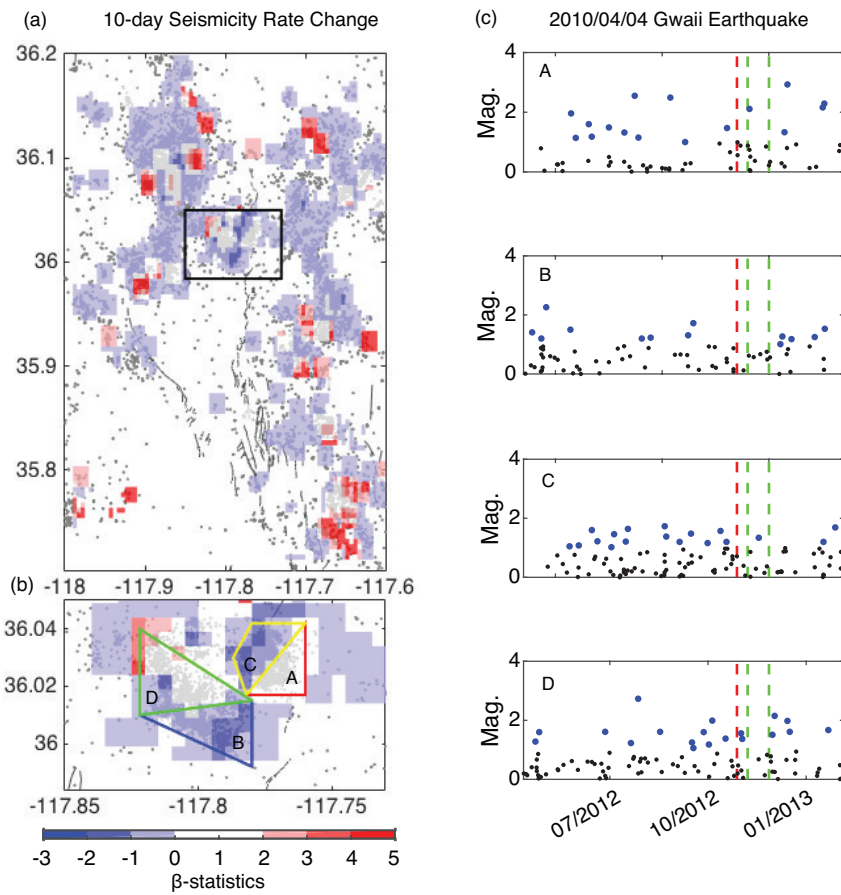 (a) 10-day Seismicity Rate Change
36.2
36.1
36
35.9
35.8
-118 -117.9 -117.8 -117.7 -117.6
(b)
36.04
36.02
36
C
A
D
B
-117.85 -117.8 -117.75
-3 -2 -1 0 1 2 3 4 5
β-statistics
(c) 2010/04/04 Gwaii Earthquake
4
2
0
Mag.
A
4
2
0
Mag.
B
4
2
0
Mag.
C
4
2
0
Mag.
D
07/2012 10/2012 01/2013